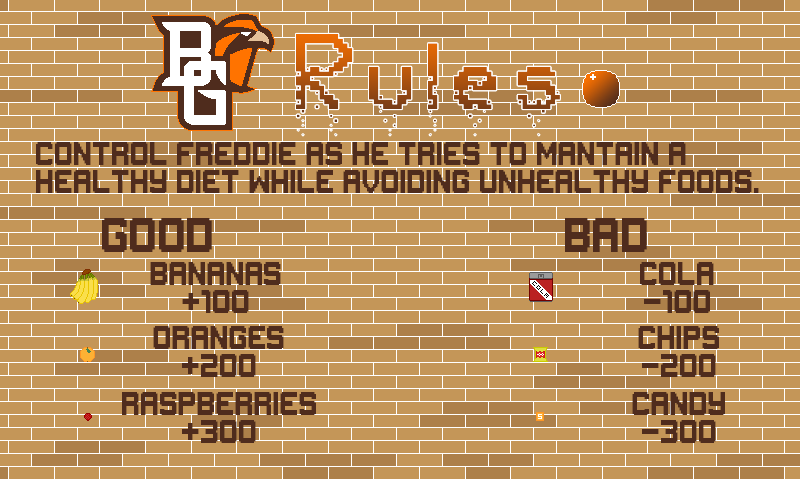 BG Rules
CONTROL FREDDIE AS HE TRIES TO MANTAIN A
HEALTHY DIET WHILE AVOIDING UNHEALTHY FOODS.
GOOD BAD
BANANAS COLA
+100 -100
ORANGES CHIPS
+200 -200
RASPBERRIES CANDY
+300 -300
COLA